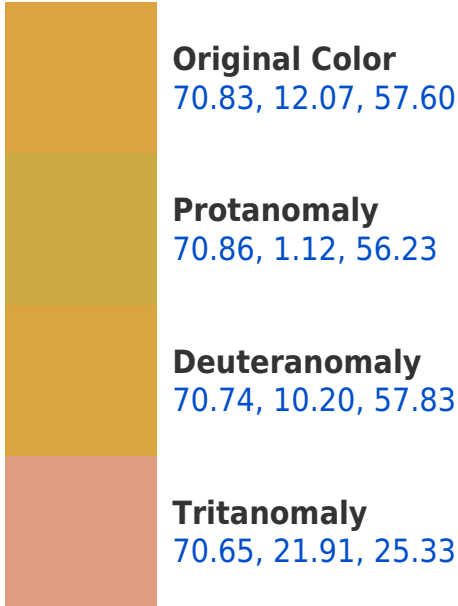 Original Color
70.83, 12.07, 57.60
Protanomaly
70.86, 1.12, 56.23
Deuteranomaly
70.74, 10.20, 57.83
Tritanomaly
70.65, 21.91, 25.33